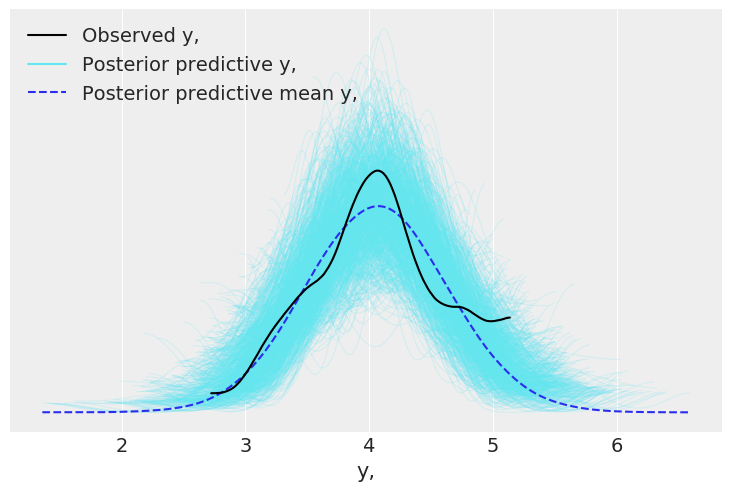 Observed y,
Posterior predictive y,
Posterior predictive mean y,
2 3 4 5 6
y,